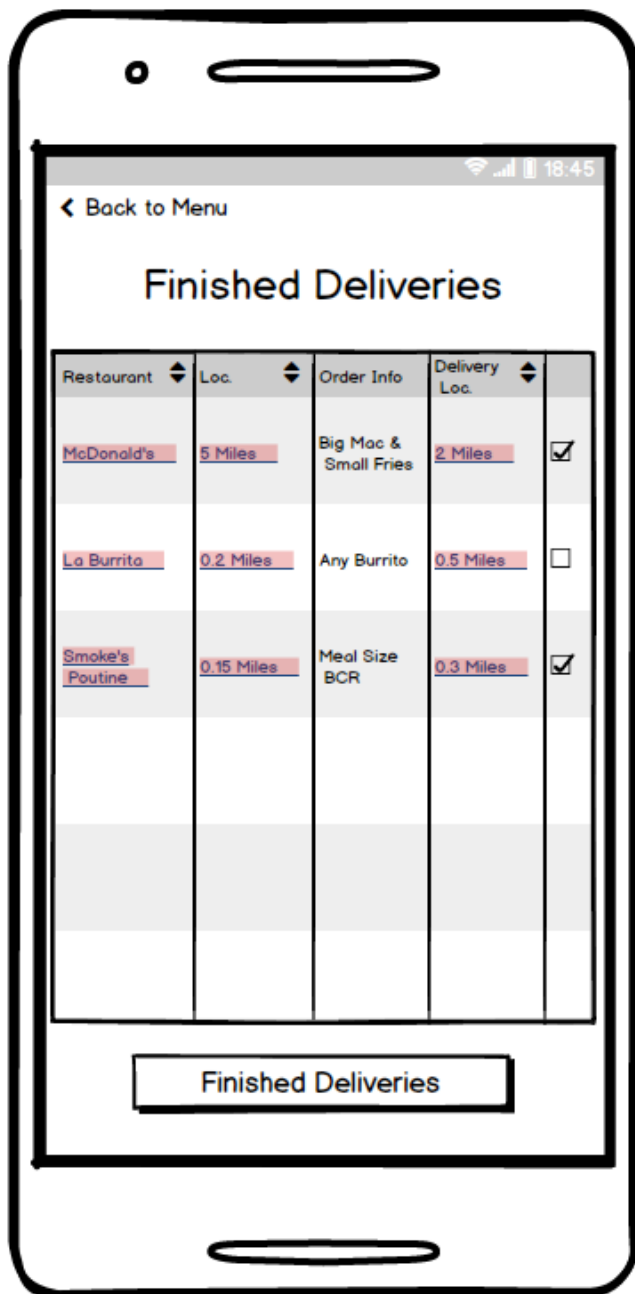 18:45
Back to Menu
Finished Deliveries
Restaurant Loc. Order Info Delivery Loc.
McDonald's 5 Miles Big Mac & Small Fries 2 Miles
La Burrita 0.2 Miles Any Burrito 0.5 Miles
Smoke's Poutine 0.15 Miles Meal Size BCR 0.3 Miles
Finished Deliveries